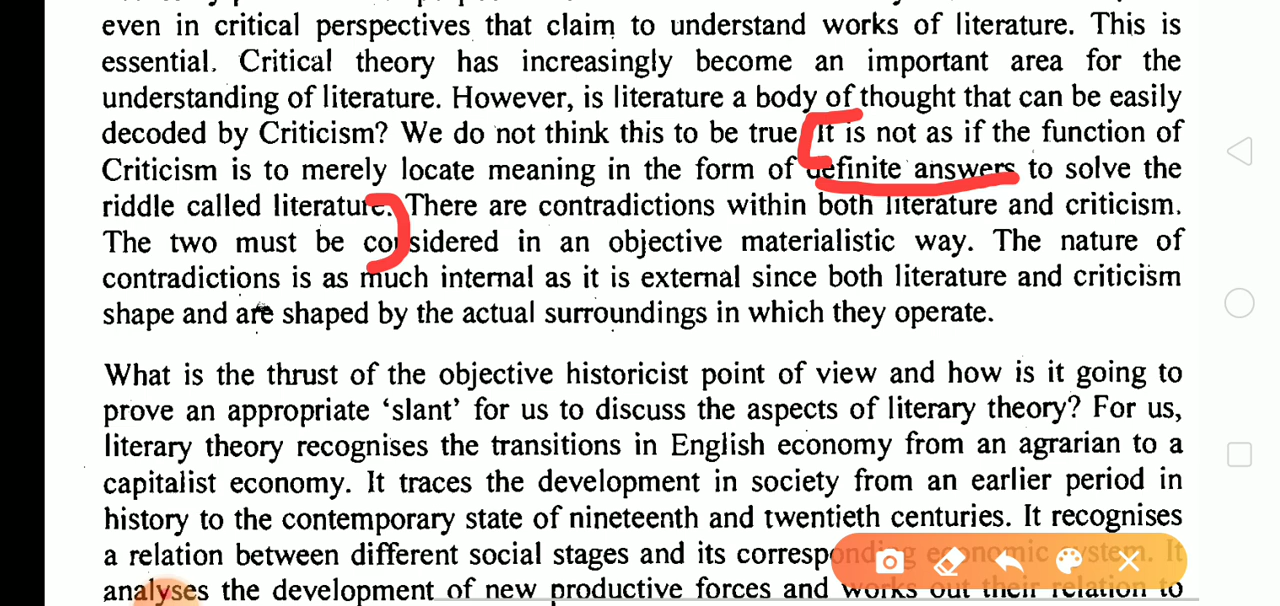 even in critical perspectives that claim to understand works of literature. This is
essential. Critical theory has increasingly become an important area for the
understanding of literature. However, is literature a body of thought that can be easily
decoded by Criticism? We do not think this to be true. It is not as if the function of
Criticism is to merely locate meaning in the form of definite answers to solve the
riddle called literature. There are contradictions within both literature and criticism.
The two must be considered in an objective materialistic way. The nature of
contradictions is as much internal as it is external since both literature and criticism
shape and are shaped by the actual surroundings in which they operate.
What is the thrust of the objective historicist point of view and how is it going to
prove an appropriate ‘slant’ for us to discuss the aspects of literary theory? For us,
literary theory recognises the transitions in English economy from an agrarian to a
capitalist economy. It traces the development in society from an earlier period in
history to the contemporary state of nineteenth and twentieth centuries. It recognises
a relation between different social stages and its corresponding economic system. It
analyses the development of new productive forces and works out their relation to